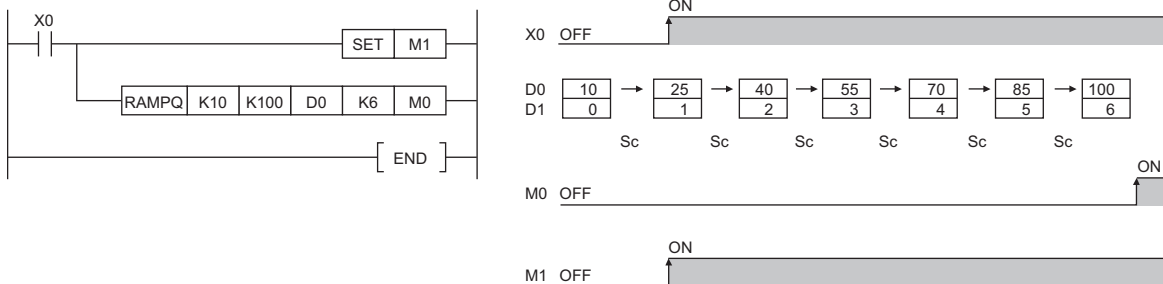 X0
SET M1
RAMPQ K10 K100 D0 K6 M0
END
ON
X0 OFF
D0 10 25 40 55 70 85 100
D1 0 1 2 3 4 5 6
Sc Sc Sc Sc Sc Sc
ON
M0 OFF
ON
M1 OFF